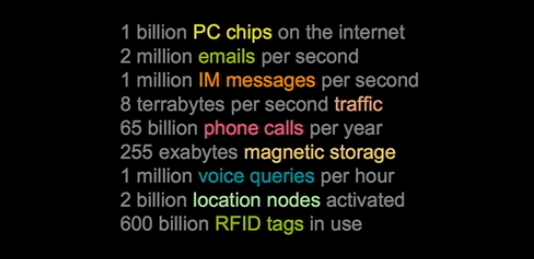 1 billion PC chips on the internet
2 million emails per second
1 million IM messages per second
8 terrabytes per second traffic
65 billion phone calls per year
255 exabytes magnetic storage
1 million voice queries per hour
2 billion location nodes activated
600 billion RFID tags in use